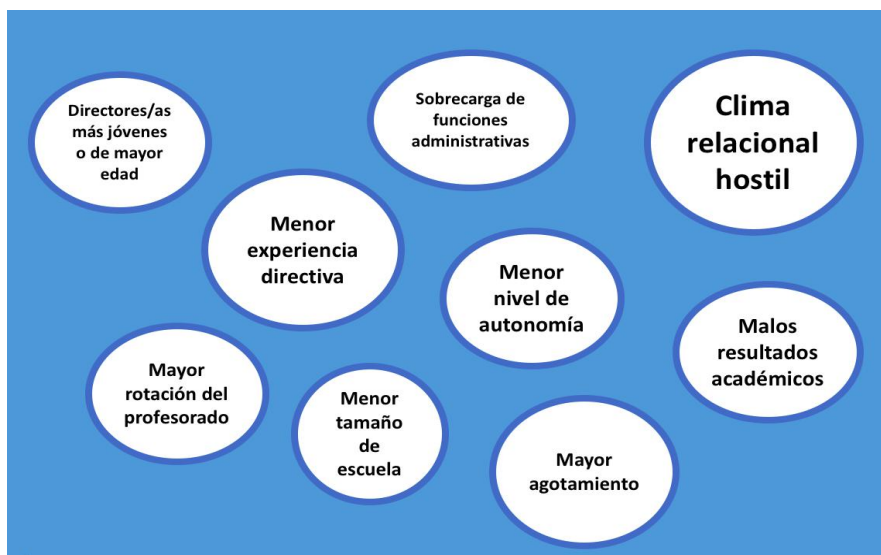 Directores/as
más jóvenes
o de mayor
edad
Sobrecarga de
funciones
administrativas
Clima
relacional
hostil
Menor
experiencia
directiva
Menor
nivel de
autonomía
Malos
resultados
académicos
Mayor
rotación del
profesorado
Menor
tamaño
de
escuela
Mayor
agotamiento